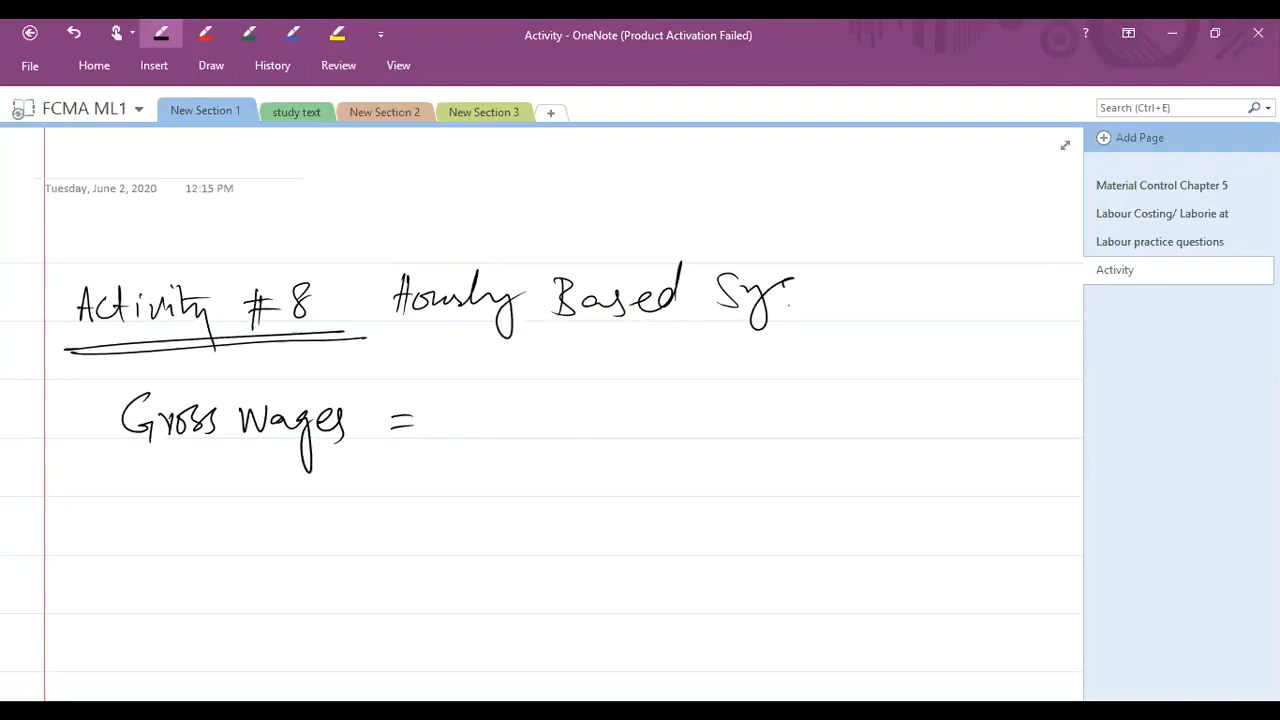 Activity - OneNote (Product Activation Failed)
?
File Home Insert Draw History Review View
FCMA ML1 New Section 1 study text New Section 2 New Section 3 +
Search (Ctrl+E)
Add Page
Tuesday, June 2, 2020 12:15 PM
Material Control Chapter 5
Labour Costing/ Laborie at
Labour practice questions
Activity
Activity #8 Hourly Based Sy.
Gross Wages =